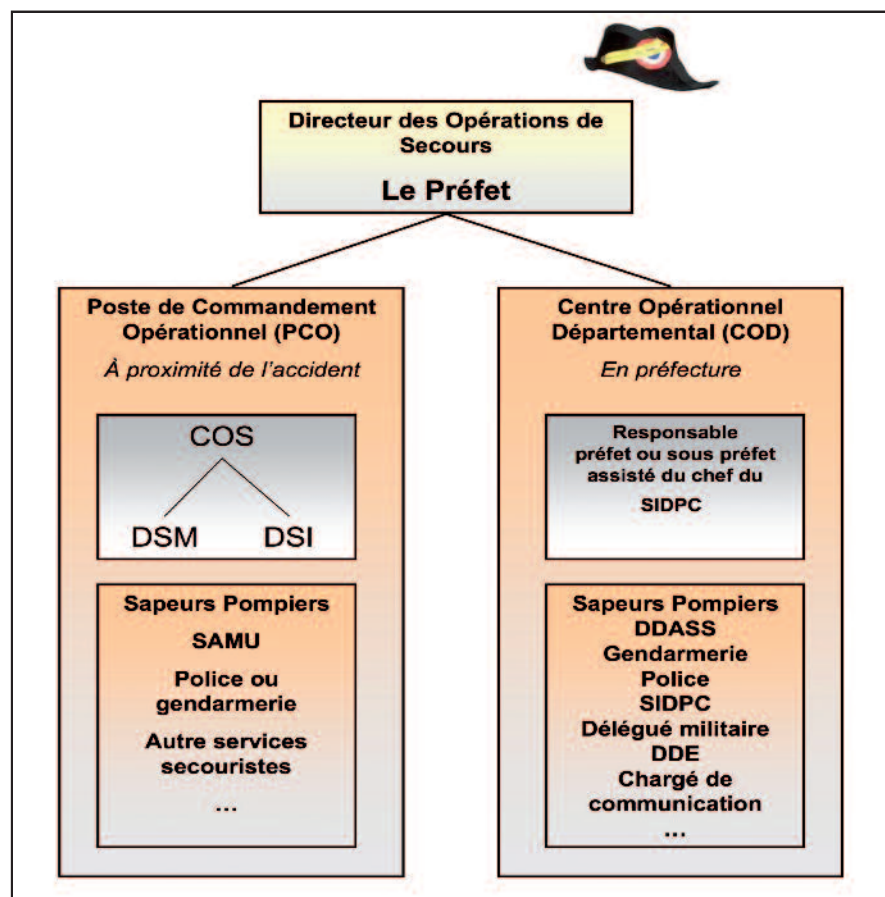 Directeur des Opérations de
Secours
Le Préfet
Poste de Commandement
Opérationnel (PCO)
À proximité de l'accident
COS
DSM DSI
Sapeurs Pompiers
SAMU
Police ou
gendarmerie
Autre services
secouristes
...
Centre Opérationnel
Départemental (COD)
En préfecture
Responsable
préfet ou sous préfet
assisté du chef du
SIDPC
Sapeurs Pompiers
DDASS
Gendarmerie
Police
SIDPC
Délégué militaire
DDE
Chargé de
communication
...